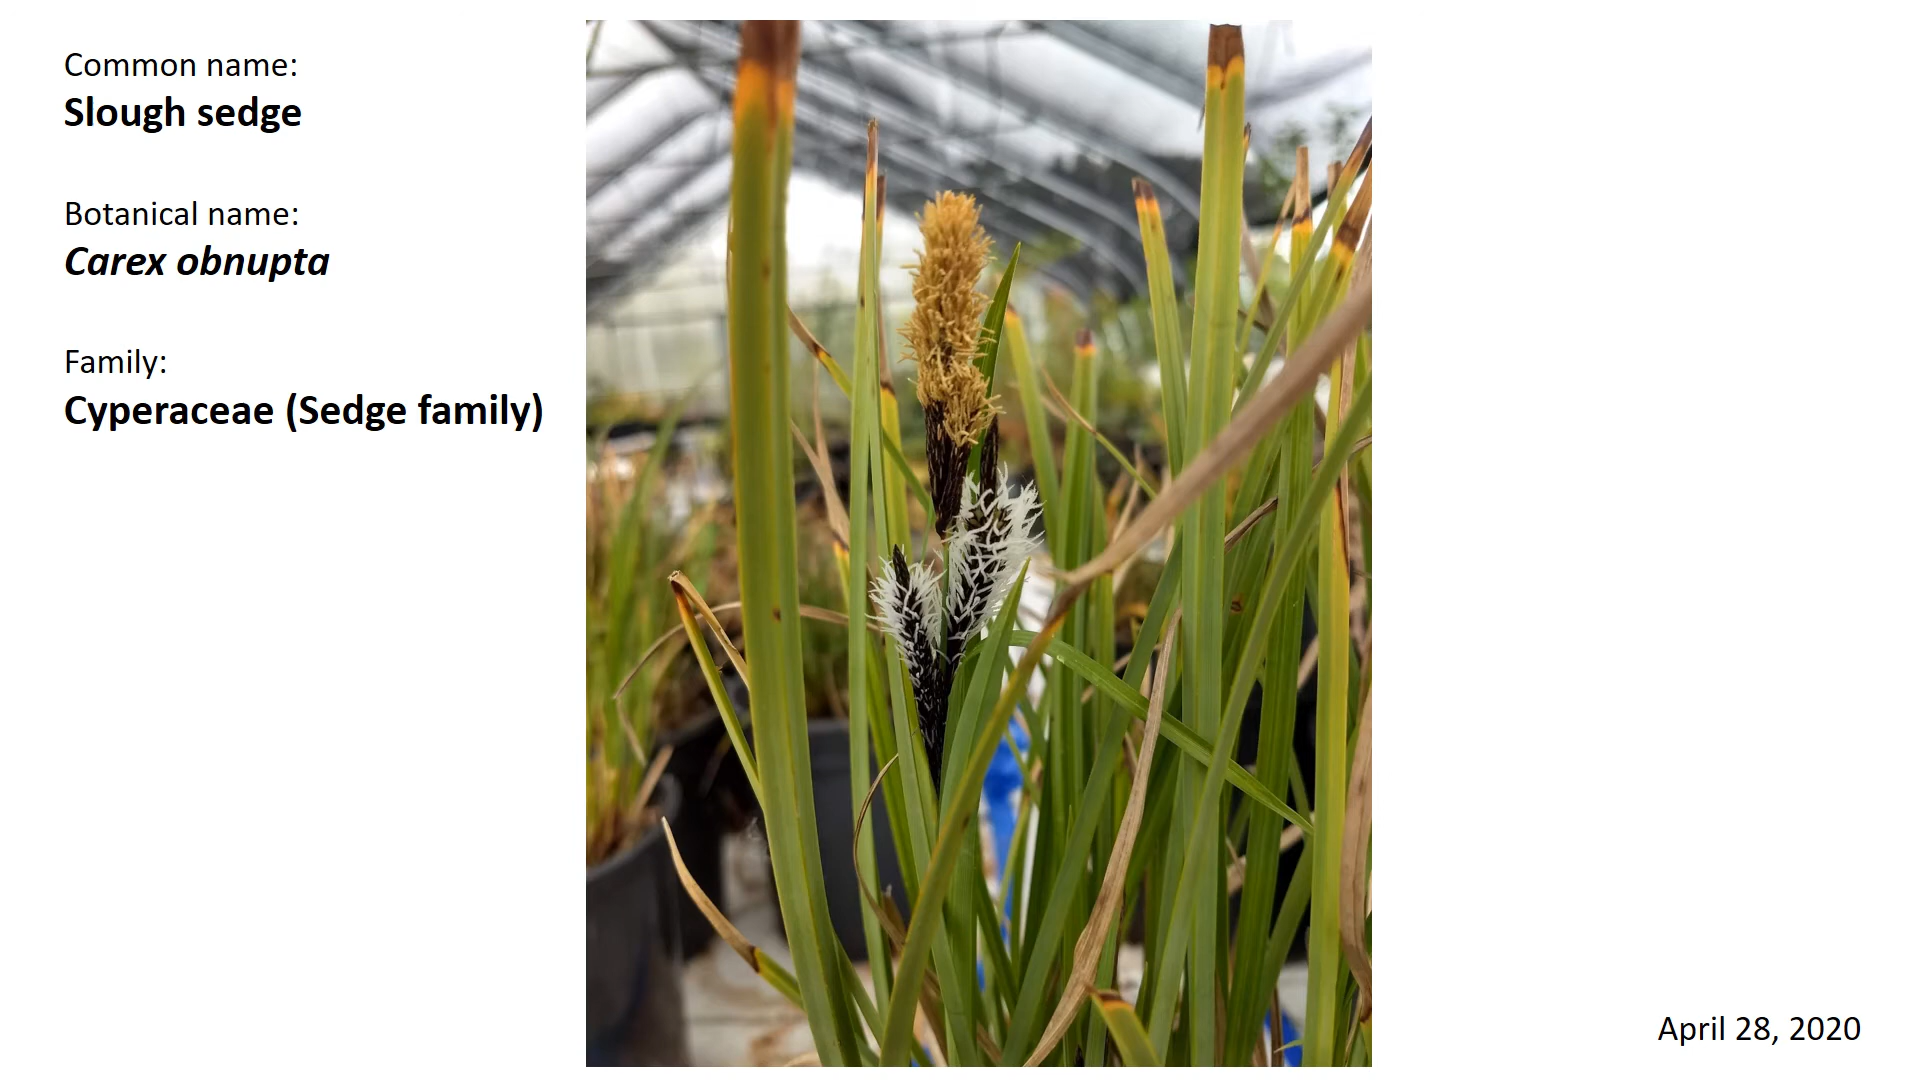 Common name:
Slough sedge
Botanical name:
Carex obnupta
Family:
Cyperaceae (Sedge family)
April 28, 2020